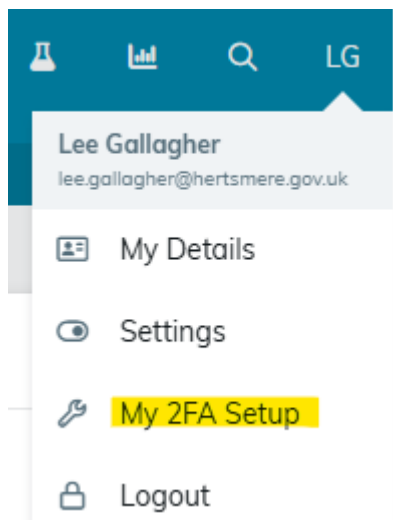 LG
Lee Gallagher
lee.gallagher@hertsmere.gov.uk
My Details
Settings
My 2FA Setup
Logout